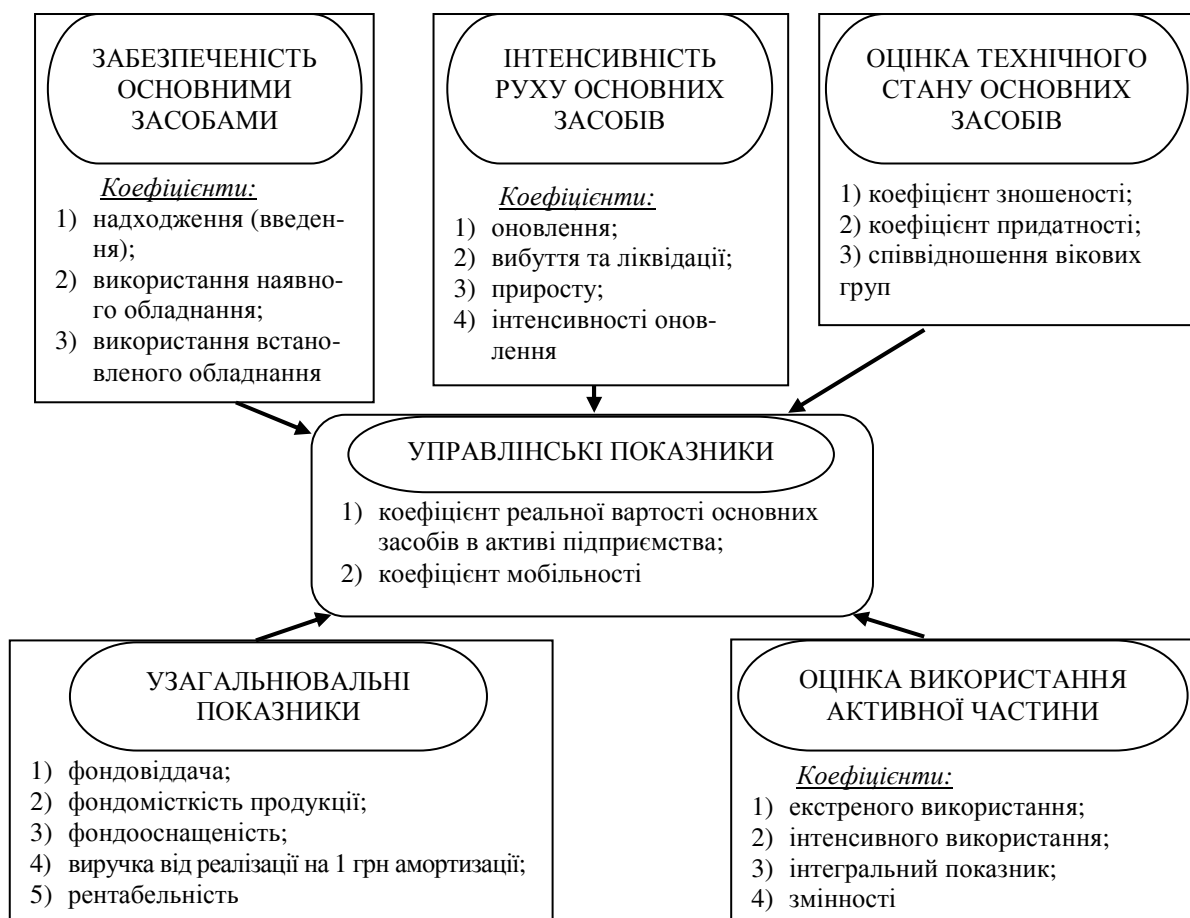 ЗАБЕЗПЕЧЕНІСТЬ
ОСНОВНИМИ
ЗАСОБАМИ
Коефіцієнти:
1) надходження (введен-
ня);
2) використання наявно-
го обладнання;
3) використання встано-
вленого обладнання
ІНТЕНСИВНІСТЬ
РУХУ ОСНОВНИХ
ЗАСОБІВ
Коефіцієнти:
1) оновлення;
2) вибуття та ліквідації;
3) приросту;
4) інтенсивності онов-
лення
ОЦІНКА ТЕХНІЧНОГО
СТАНУ ОСНОВНИХ
ЗАСОБІВ
1) коефіцієнт зношеності;
2) коефіцієнт придатності;
3) співвідношення вікових
груп
УПРАВЛІНСЬКІ ПОКАЗНИКИ
1) коефіцієнт реальної вартості основних
засобів в активі підприємства;
2) коефіцієнт мобільності
УЗАГАЛЬНЮВАЛЬНІ
ПОКАЗНИКИ
1) фондовіддача;
2) фондомісткість продукції;
3) фондооснащеність;
4) виручка від реалізації на 1 грн амортизації;
5) рентабельність
ОЦІНКА ВИКОРИСТАННЯ
АКТИВНОЇ ЧАСТИНИ
Коефіцієнти:
1) екстреного використання;
2) інтенсивного використання;
3) інтегральний показник;
4) змінності